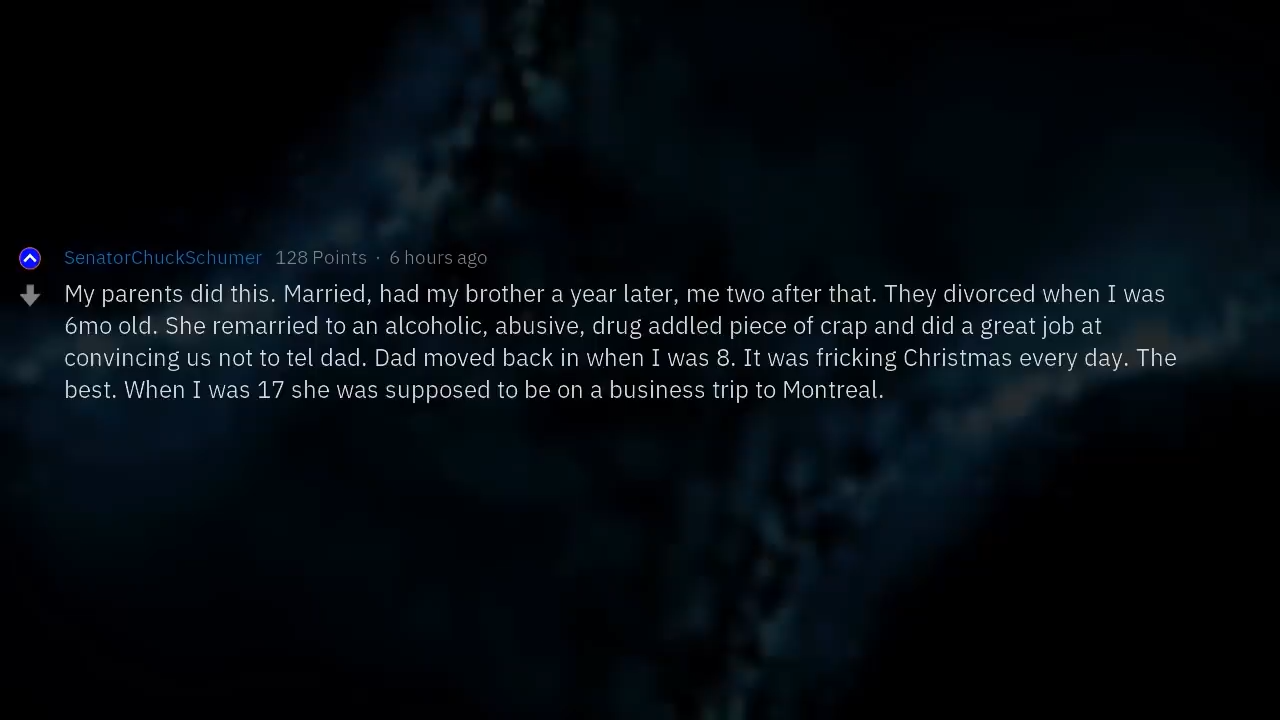 SenatorChuckSchumer 128 Points · 6 hours ago
My parents did this. Married, had my brother a year later, me two after that. They divorced when I was
6mo old. She remarried to an alcoholic, abusive, drug addled piece of crap and did a great job at
convincing us not to tel dad. Dad moved back in when I was 8. It was fricking Christmas every day. The
best. When I was 17 she was supposed to be on a business trip to Montreal.